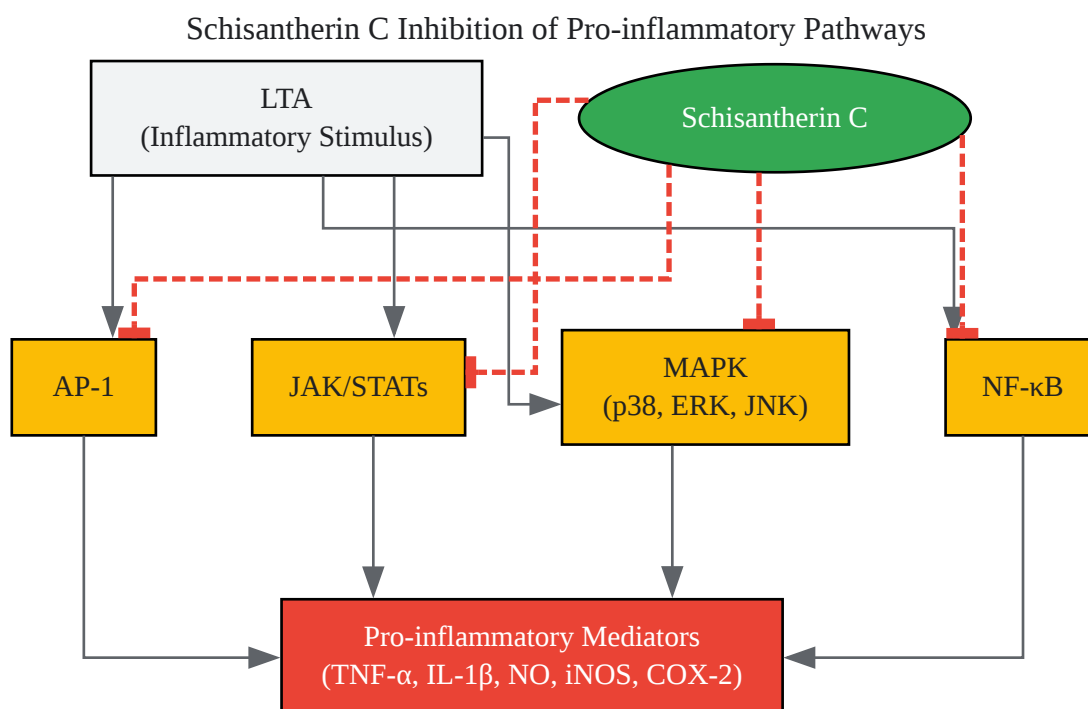 Schisantherin C Inhibition of Pro-inflammatory Pathways
LTA
(Inflammatory Stimulus)
Schisantherin C
AP-1
JAK/STATs
MAPK
(p38, ERK, JNK)
NF-κB
Pro-inflammatory Mediators
(TNF-α, IL-1β, NO, iNOS, COX-2)